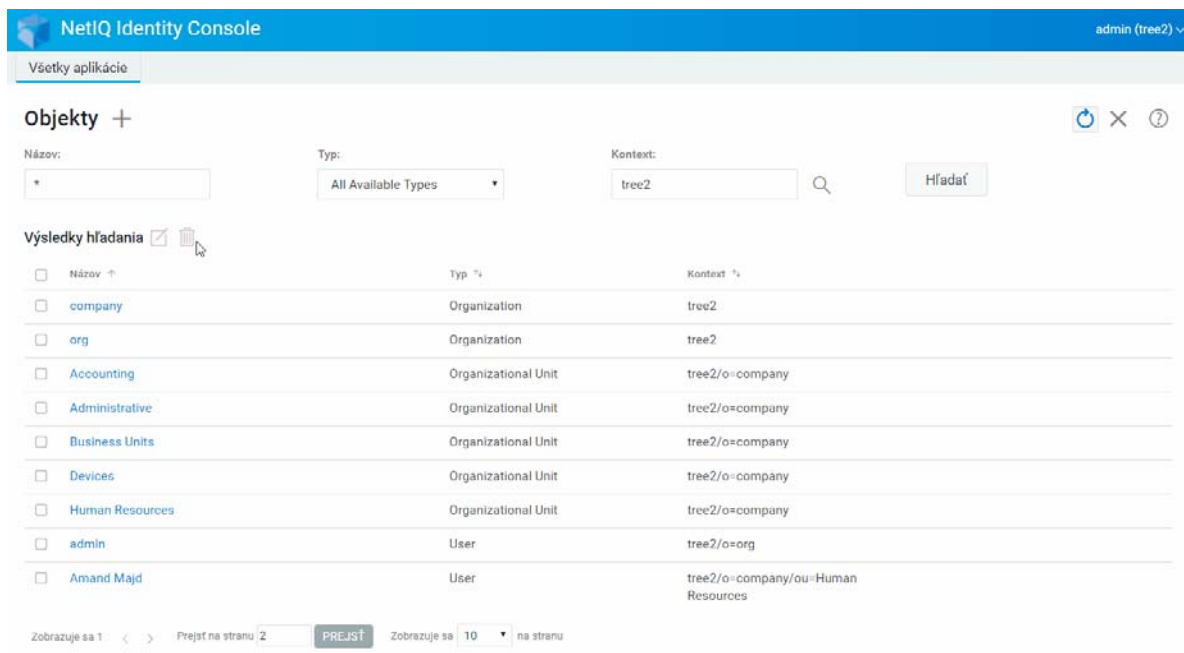 NetIQ Identity Console
admin (tree2)
Všetky aplikácie
Objekty
Názov: Typ: Kontext:
* All Available Types tree2 Hľadať
Výsledky hľadania
Názov Typ Kontext
company Organization tree2
org Organization tree2
Accounting Organizational Unit tree2/o=company
Administrative Organizational Unit tree2/o=company
Business Units Organizational Unit tree2/o=company
Devices Organizational Unit tree2/o=company
Human Resources Organizational Unit tree2/o=company
admin User tree2/o=org
Amand Majd User tree2/o=company/ou=Human
Resources
Zobrazuje sa 1 Prejsť na stranu 2 PREJSŤ Zobrazuje sa 10 na stranu